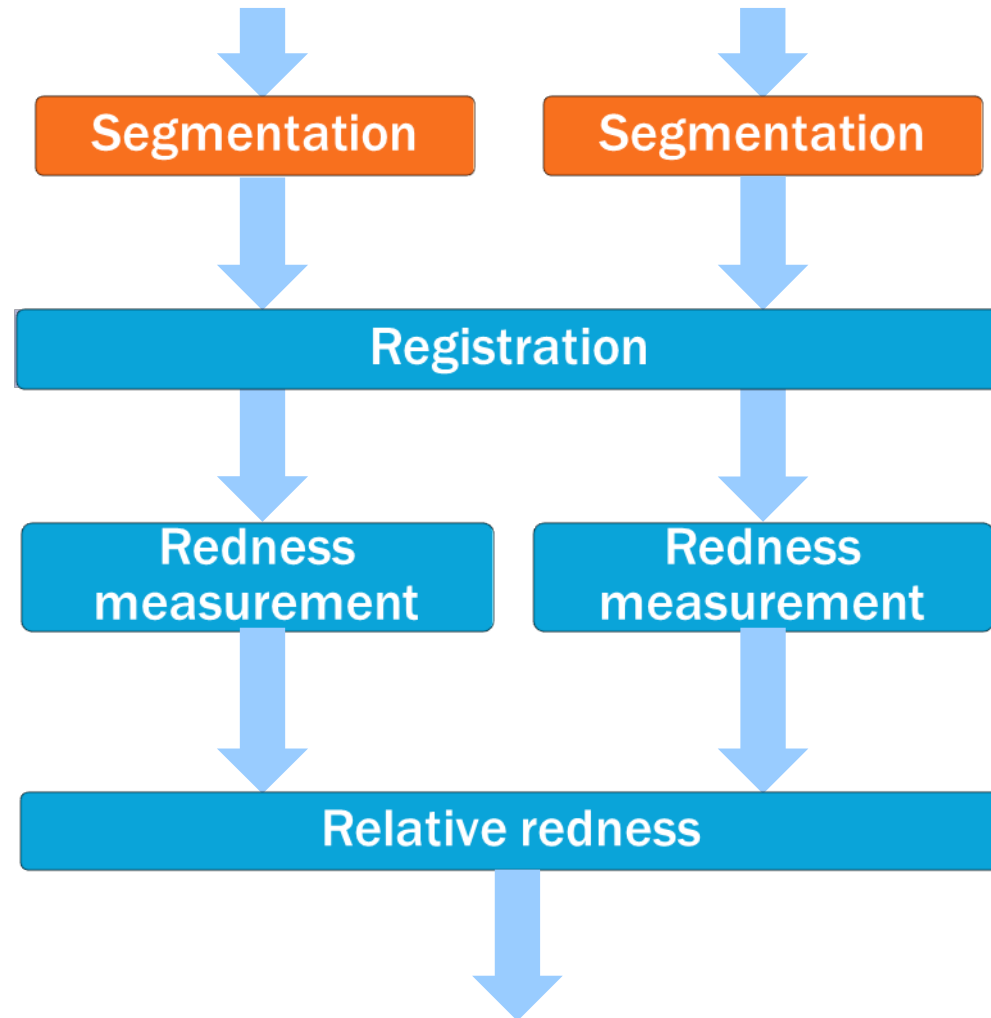 Segmentation
Segmentation
Registration
Redness
measurement
Redness
measurement
Relative redness